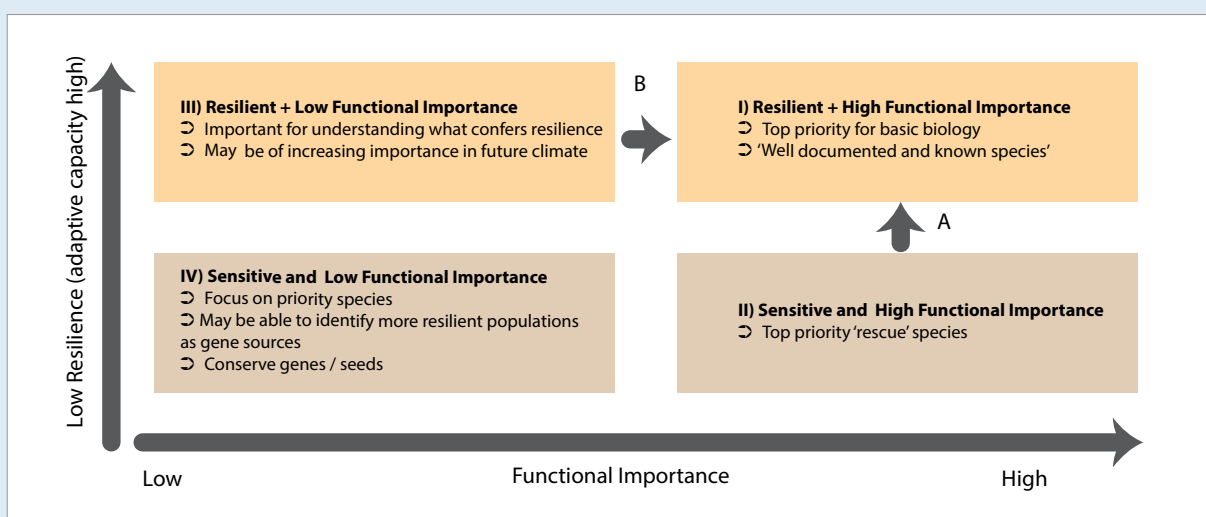 III) Resilient + Low Functional Importance
➲ Important for understanding what confers resilience
➲ May be of increasing importance in future climate
B
I) Resilient + High Functional Importance
➲ Top priority for basic biology
➲ 'Well documented and known species'
A
IV) Sensitive and Low Functional Importance
➲ Focus on priority species
➲ May be able to identify more resilient populations
as gene sources
➲ Conserve genes / seeds
II) Sensitive and High Functional Importance
➲ Top priority 'rescue' species
Low Resilience (adaptive capacity high)
Low
Functional Importance
High